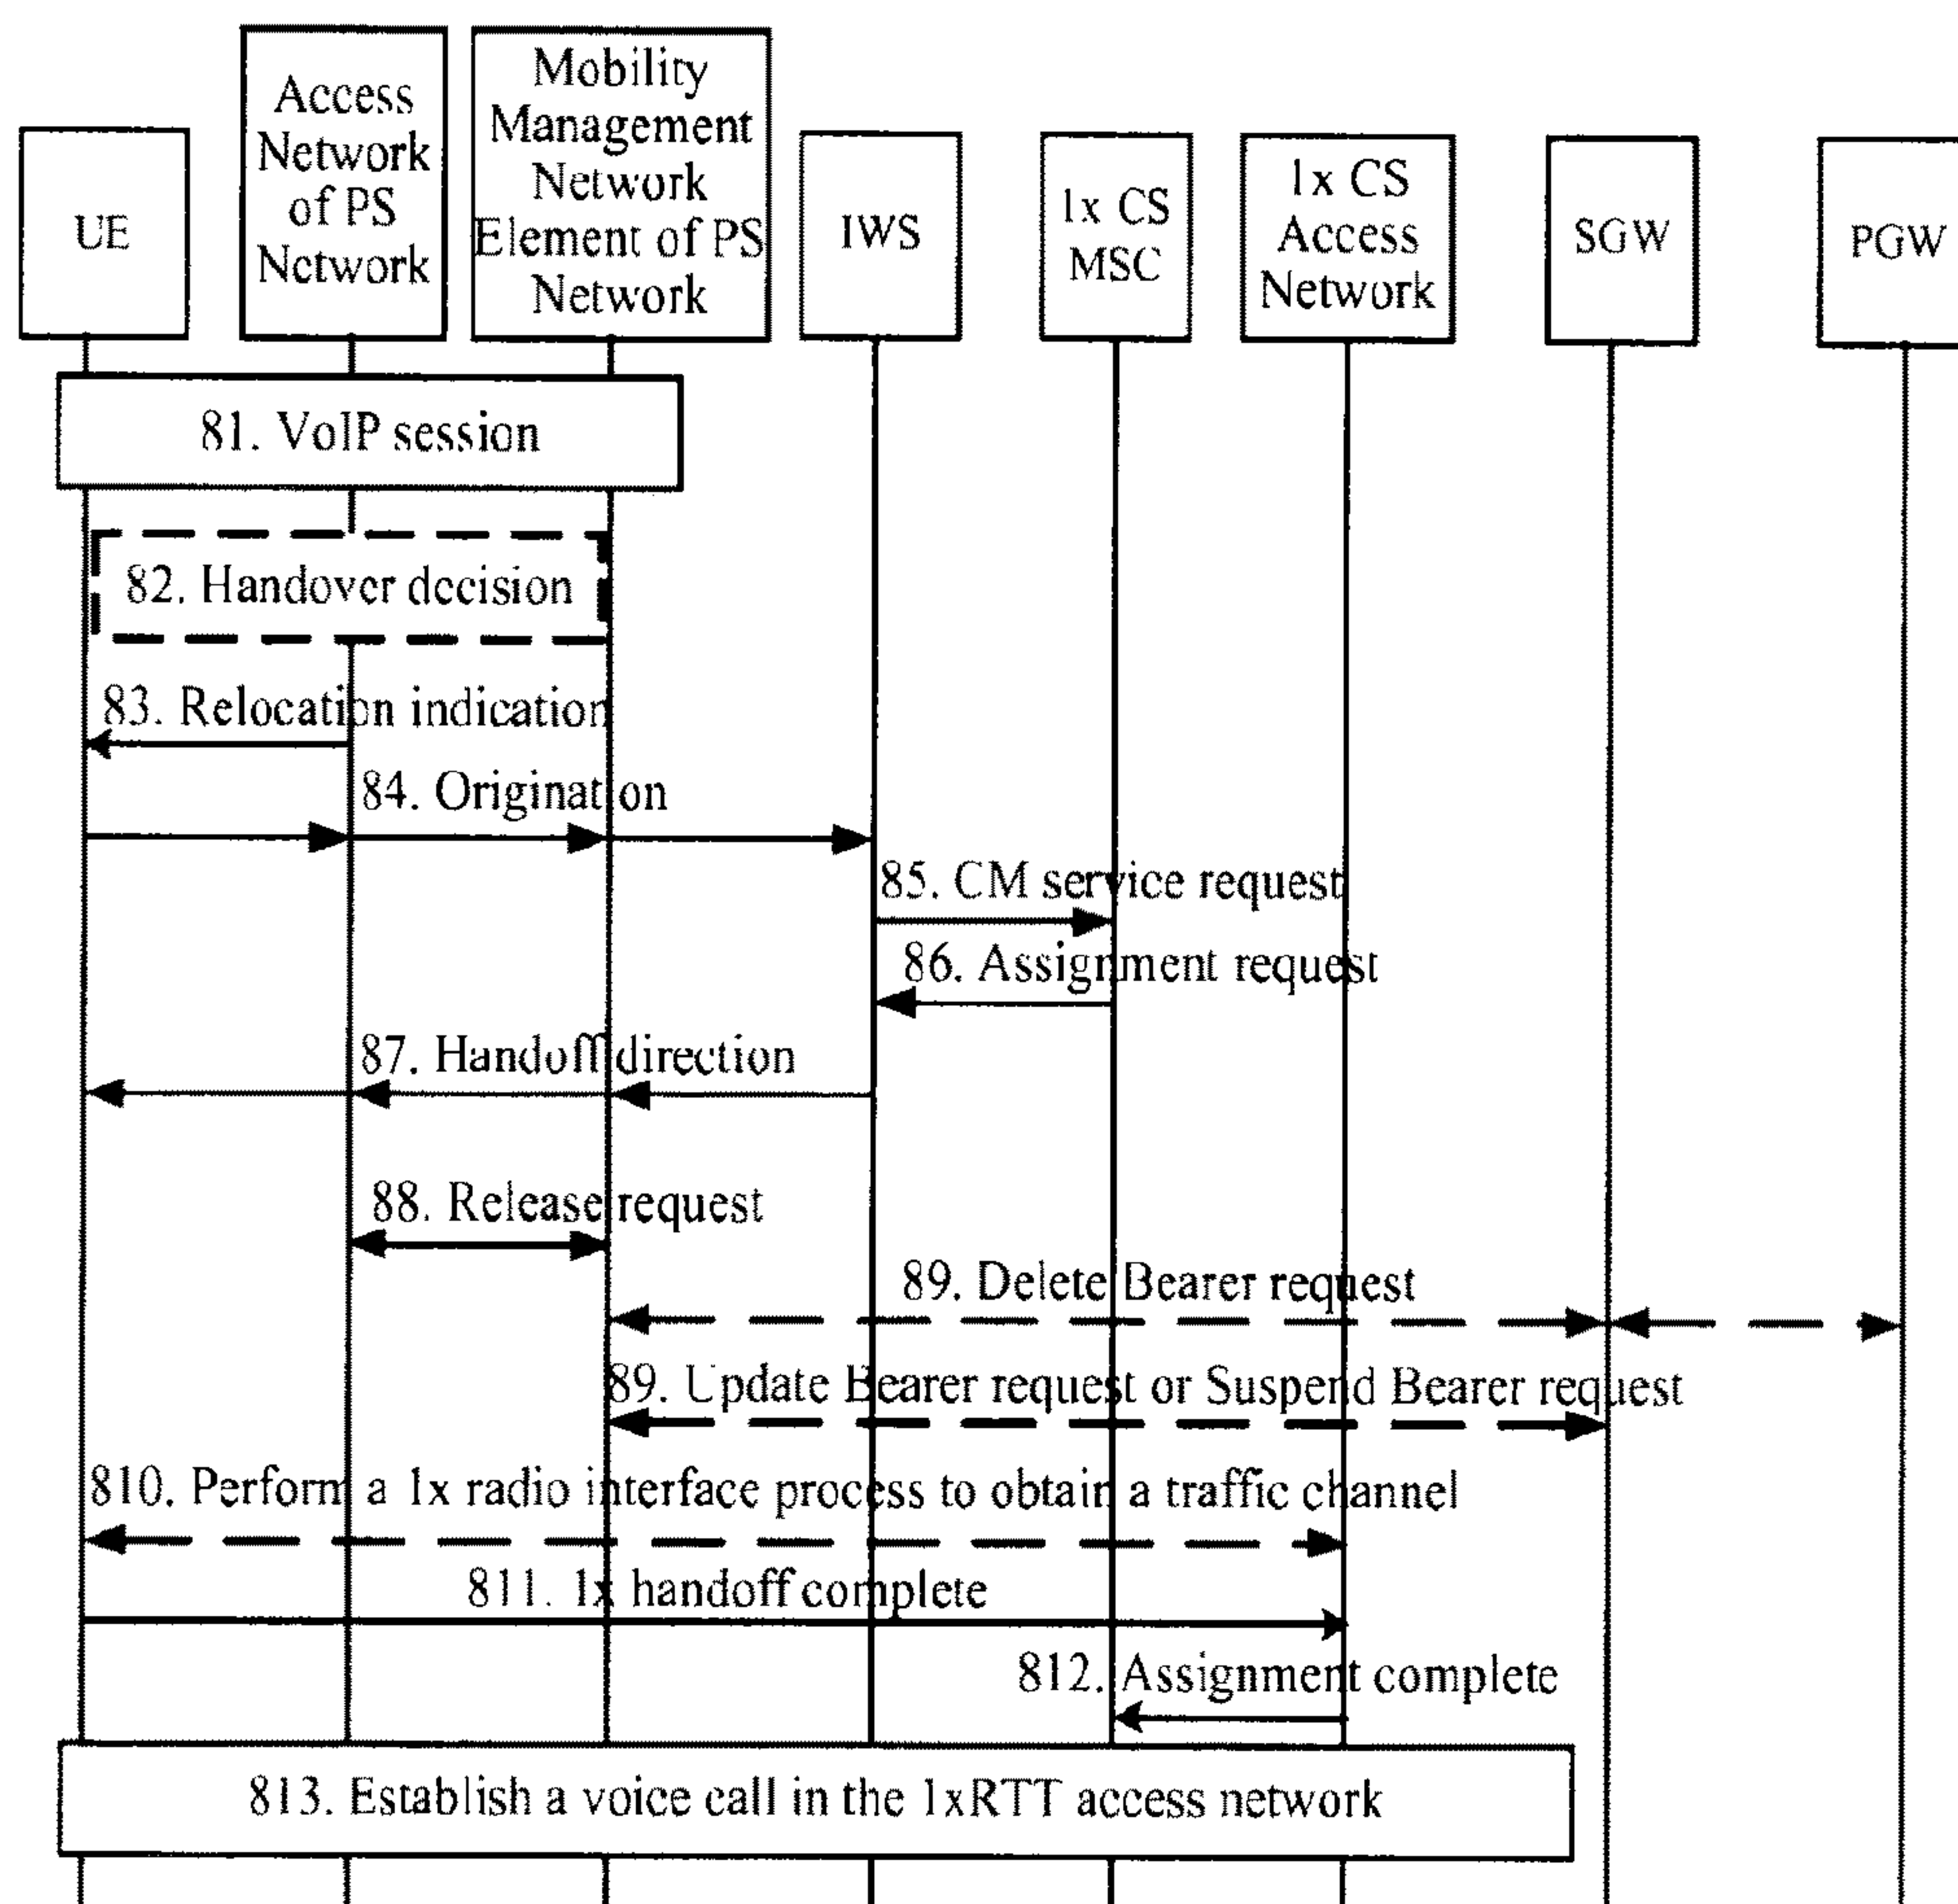 UE
Access
Network
of PS
Network
Mobility
Management
Network
Element of PS
Network
IWS
1x CS
MSC
1x CS
Access
Network
SGW
PGW
81. VoIP session
82. Handover decision
83. Relocation indication
84. Origination
85. CM service request
86. Assignment request
87. Handoff direction
88. Release request
89. Delete Bearer request
89. Update Bearer request or Suspend Bearer request
810. Perform a 1x radio interface process to obtain a traffic channel
811. 1x handoff complete
812. Assignment complete
813. Establish a voice call in the 1xRTT access network